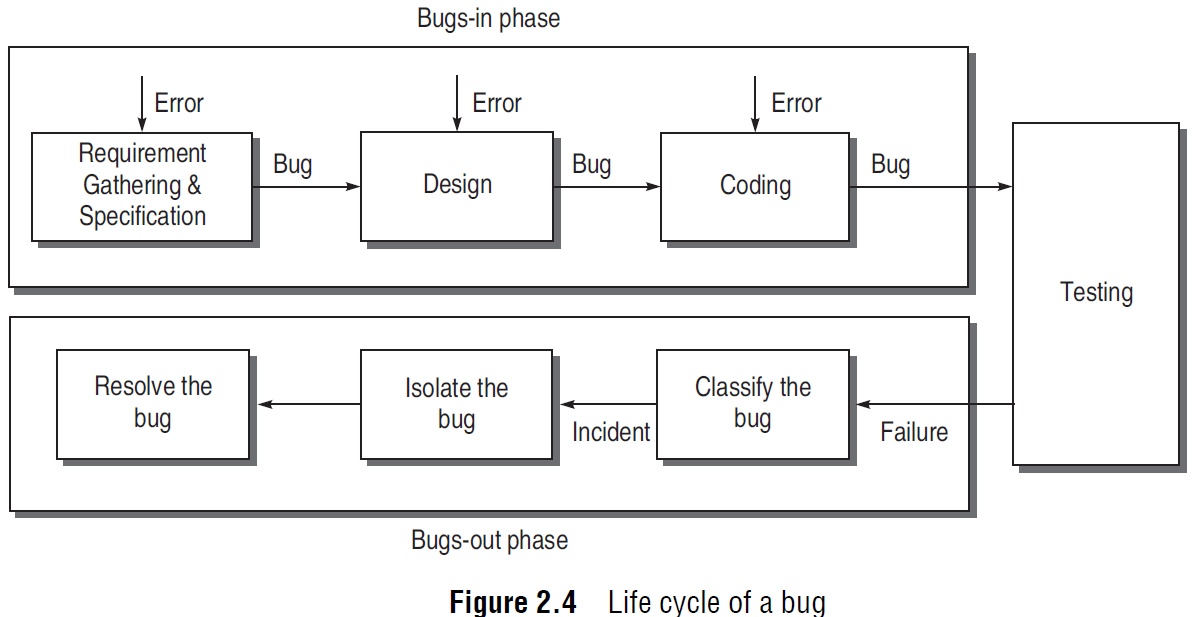 Bugs-in phase
Error
Error
Error
Requirement
Gathering &
Specification
Bug
Design
Bug
Coding
Bug
Testing
Resolve the
bug
Isolate the
bug
Incident
Classify the
bug
Failure
Bugs-out phase
Figure 2.4 Life cycle of a bug